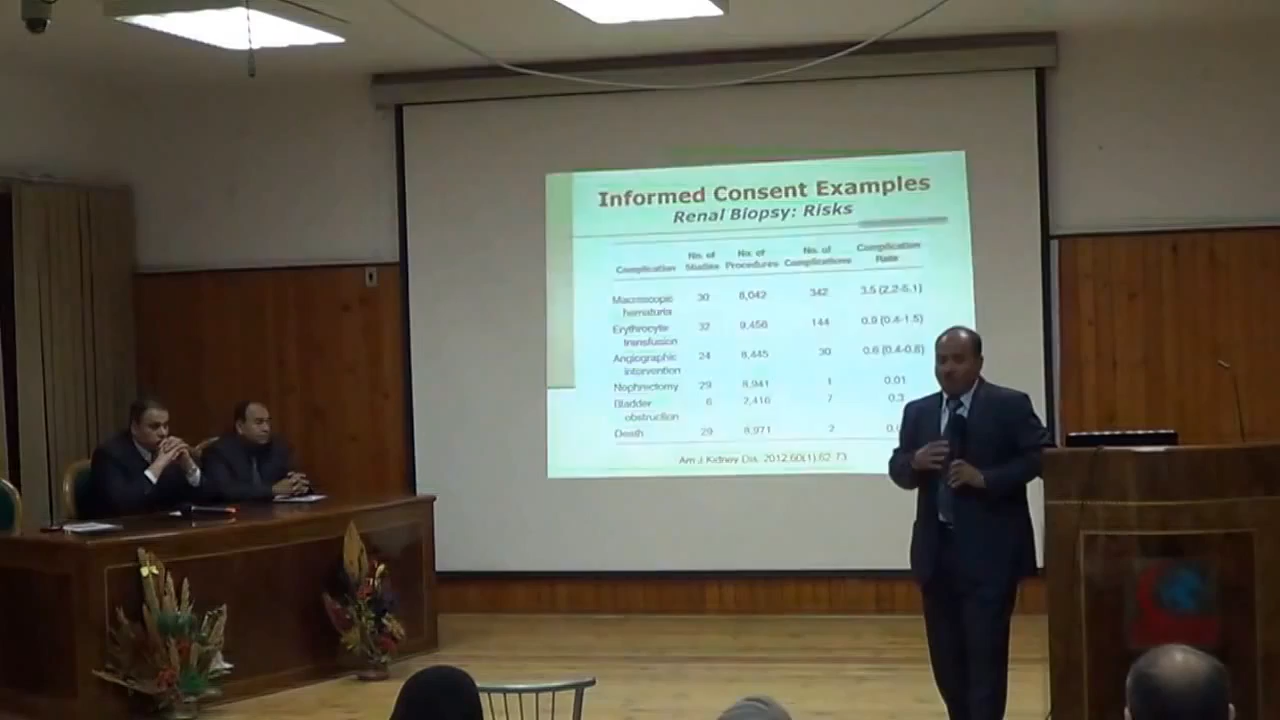 Informed Consent Examples
Renal Biopsy: Risks
Complication No. of Studies No. of Procedures No. of Complications Complication Rate
Macroscopic hematuria 30 8,042 342 3.5 (2.2-5.1)
Erythrocyte transfusion 32 9,456 144 0.9 (0.4-1.5)
Angiographic intervention 24 8,445 30 0.6 (0.4-0.8)
Nephrectomy 29 8,941 1 0.01
Bladder obstruction 6 2,416 7 0.3
Death 29 8,971 2
Am J Kidney Dis. 2012;60(1):62-73